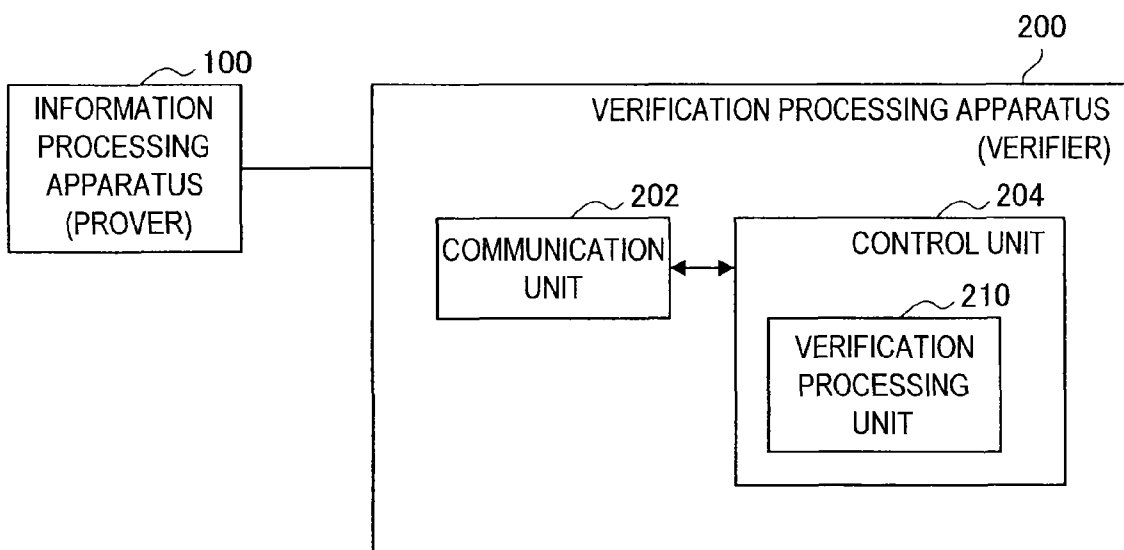 100
INFORMATION
PROCESSING
APPARATUS
(PROVER)
200
VERIFICATION PROCESSING APPARATUS
(VERIFIER)
202
COMMUNICATION
UNIT
204
CONTROL UNIT
210
VERIFICATION
PROCESSING
UNIT